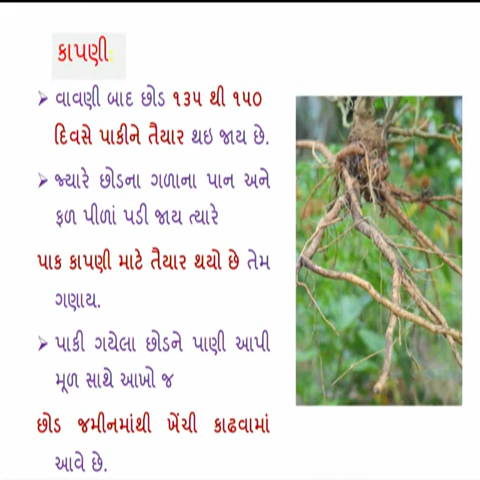 કાપણી:
➢ વાવણી બાદ છોડ ૧૩૫ થી ૧૫૦
દિવસે પાકીને તૈયાર થઇ જાય છે.
➢ જ્યારે છોડના ગળાના પાન અને
ફળ પીળાં પડી જાય ત્યારે
પાક કાપણી માટે તૈયાર થયો છે તેમ
ગણાય.
➢ પાકી ગયેલા છોડને પાણી આપી
મૂળ સાથે આખો જ
છોડ જમીનમાંથી ખેંચી કાઢવામાં
આવે છે.